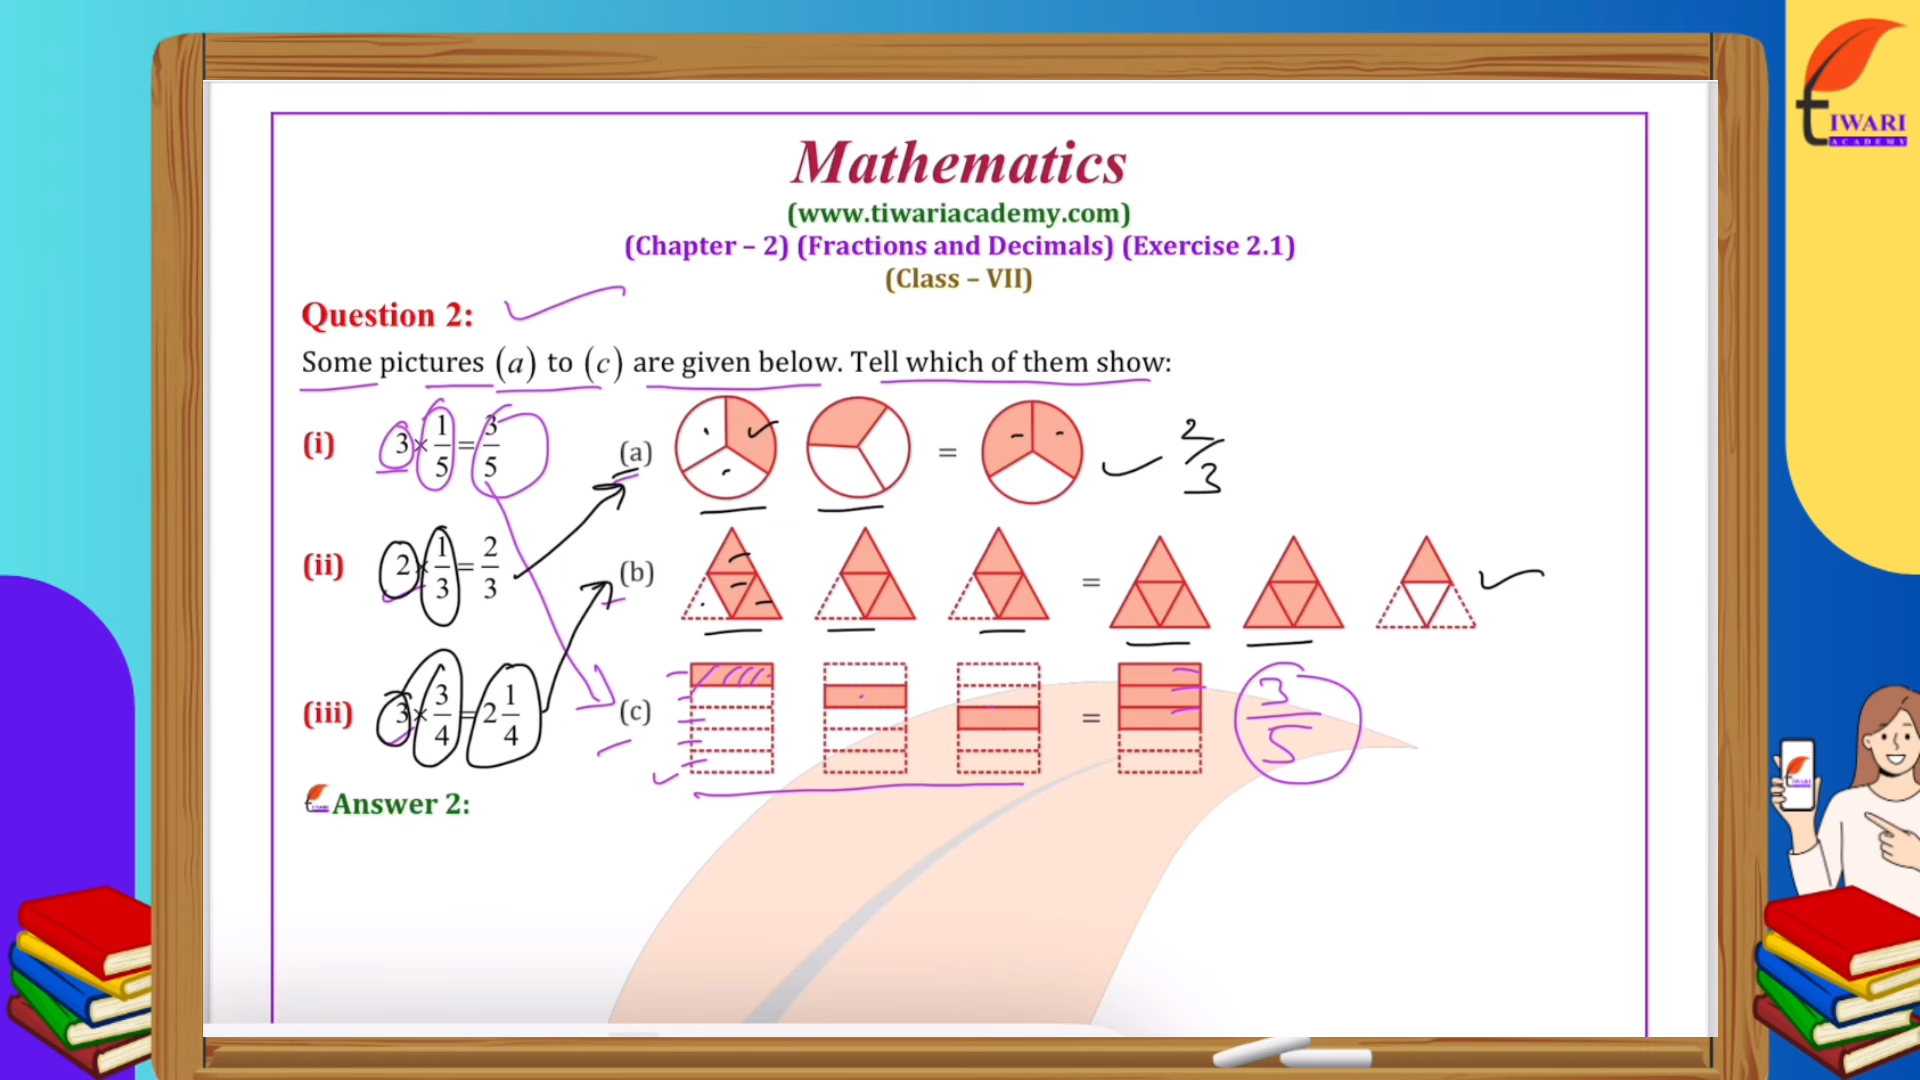 tIWARI
ACADEMY
Mathematics
(www.tiwariacademy.com)
(Chapter – 2) (Fractions and Decimals) (Exercise 2.1)
(Class – VII)
Question 2:
Some pictures (a) to (c) are given below. Tell which of them show:
(i) 3 × 1/5 = 3/5 (a) = 2/3
(ii) 2 × 1/3 = 2/3 (b) =
(iii) 3 × 3/4 = 2 1/4 (c) = 3/5
Answer 2: